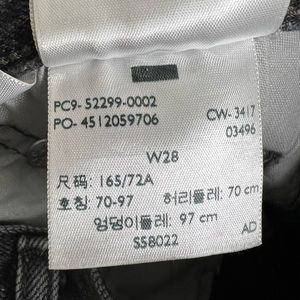 PC9- 52299-0002
PO- 4512059706 CW- 3417
03496
W28
尺码: 165/72A
호칭: 70-97 허리둘레: 70 cm
엉덩이둘레: 97 cm
S58022 AD